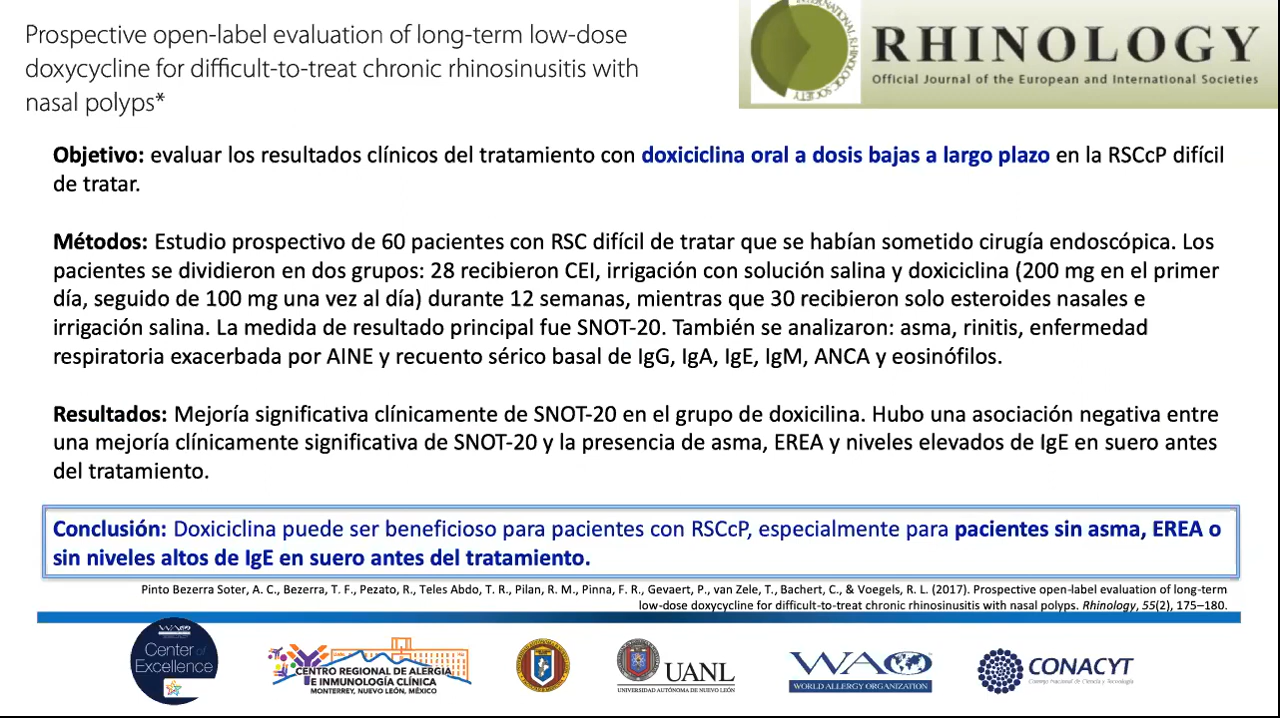 Prospective open-label evaluation of long-term low-dose
doxycycline for difficult-to-treat chronic rhinosinusitis with
nasal polyps*
INTERNATIONAL RHINOLOGIC SOCIETY
RHINOLOGY
Official Journal of the European and International Societies
Objetivo: evaluar los resultados clínicos del tratamiento con doxiciclina oral a dosis bajas a largo plazo en la RSCcP difícil
de tratar.
Métodos: Estudio prospectivo de 60 pacientes con RSC difícil de tratar que se habían sometido cirugía endoscópica. Los
pacientes se dividieron en dos grupos: 28 recibieron CEI, irrigación con solución salina y doxiciclina (200 mg en el primer
día, seguido de 100 mg una vez al día) durante 12 semanas, mientras que 30 recibieron solo esteroides nasales e
irrigación salina. La medida de resultado principal fue SNOT-20. También se analizaron: asma, rinitis, enfermedad
respiratoria exacerbada por AINE y recuento sérico basal de IgG, IgA, IgE, IgM, ANCA y eosinófilos.
Resultados: Mejoría significativa clínicamente de SNOT-20 en el grupo de doxicilina. Hubo una asociación negativa entre
una mejoría clínicamente significativa de SNOT-20 y la presencia de asma, EREA y niveles elevados de IgE en suero antes
del tratamiento.
Conclusión: Doxiciclina puede ser beneficioso para pacientes con RSCcP, especialmente para pacientes sin asma, EREA o
sin niveles altos de IgE en suero antes del tratamiento.
Pinto Bezerra Soter, A. C., Bezerra, T. F., Pezato, R., Teles Abdo, T. R., Pilan, R. M., Pinna, F. R., Gevaert, P., van Zele, T., Bachert, C., & Voegels, R. L. (2017). Prospective open-label evaluation of long-term
low-dose doxycycline for difficult-to-treat chronic rhinosinusitis with nasal polyps. Rhinology, 55(2), 175–180.
WAO
Center of
Excellence
CENTRO REGIONAL DE ALERGIA
E INMUNOLOGÍA CLÍNICA
MONTERREY, NUEVO LEÓN, MÉXICO
UANL
UNIVERSIDAD AUTÓNOMA DE NUEVO LEÓN
WAO
WORLD ALLERGY ORGANIZATION
CONACYT
Consejo Nacional de Ciencia y Tecnología